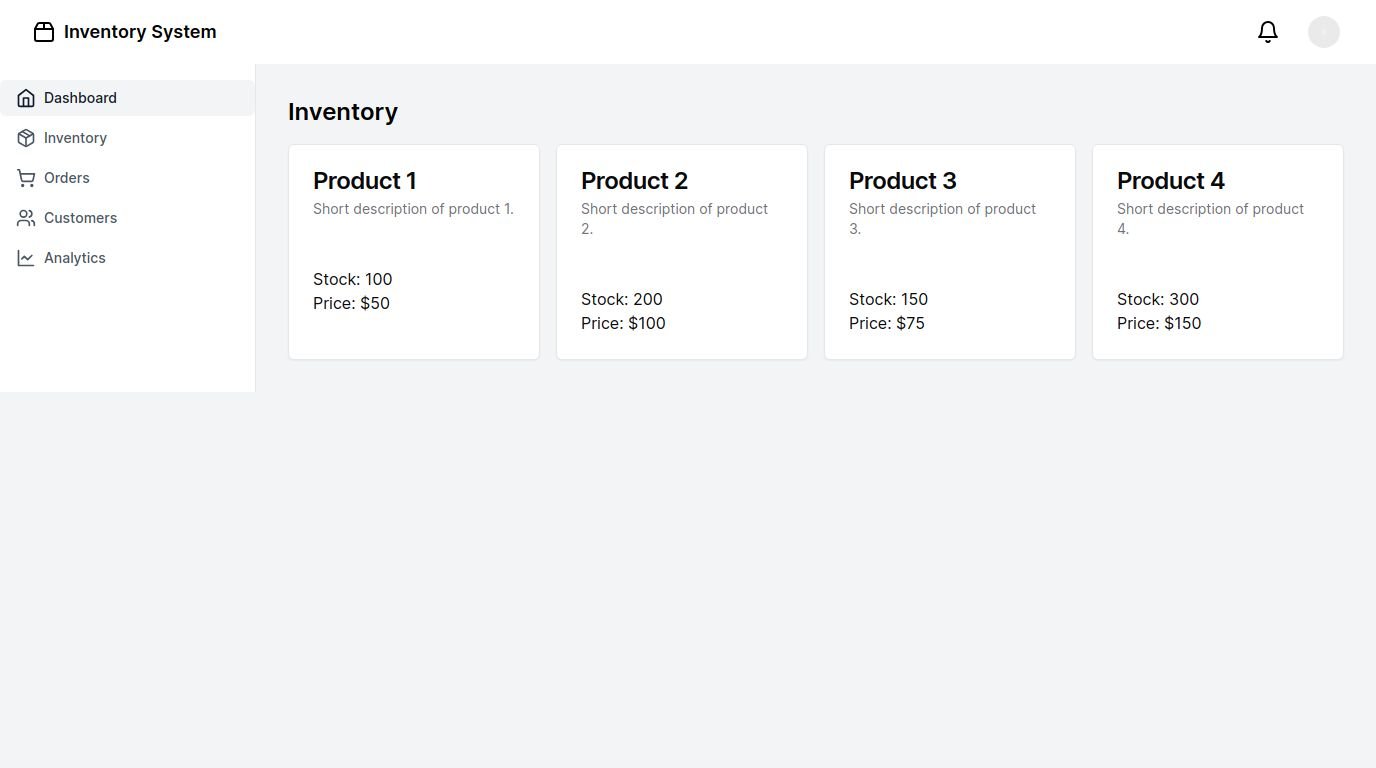 Inventory System
Dashboard
Inventory
Orders
Customers
Analytics
Inventory
Product 1
Short description of product 1.
Stock: 100
Price: $50
Product 2
Short description of product
2.
Stock: 200
Price: $100
Product 3
Short description of product
3.
Stock: 150
Price: $75
Product 4
Short description of product
4.
Stock: 300
Price: $150